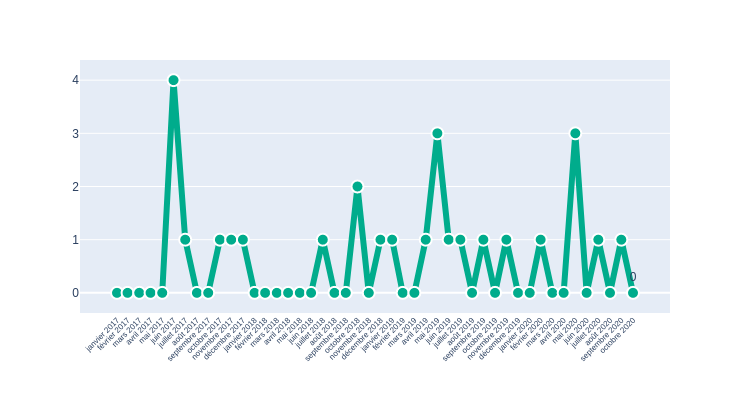 4
3
2
1
0
0
janvier 2017
février 2017
mars 2017
avril 2017
mai 2017
juin 2017
juillet 2017
août 2017
septembre 2017
octobre 2017
novembre 2017
décembre 2017
janvier 2018
février 2018
mars 2018
avril 2018
mai 2018
juin 2018
juillet 2018
août 2018
septembre 2018
octobre 2018
novembre 2018
décembre 2018
janvier 2019
février 2019
mars 2019
avril 2019
mai 2019
juin 2019
juillet 2019
août 2019
septembre 2019
octobre 2019
novembre 2019
décembre 2019
janvier 2020
février 2020
mars 2020
avril 2020
mai 2020
juin 2020
juillet 2020
août 2020
septembre 2020
octobre 2020